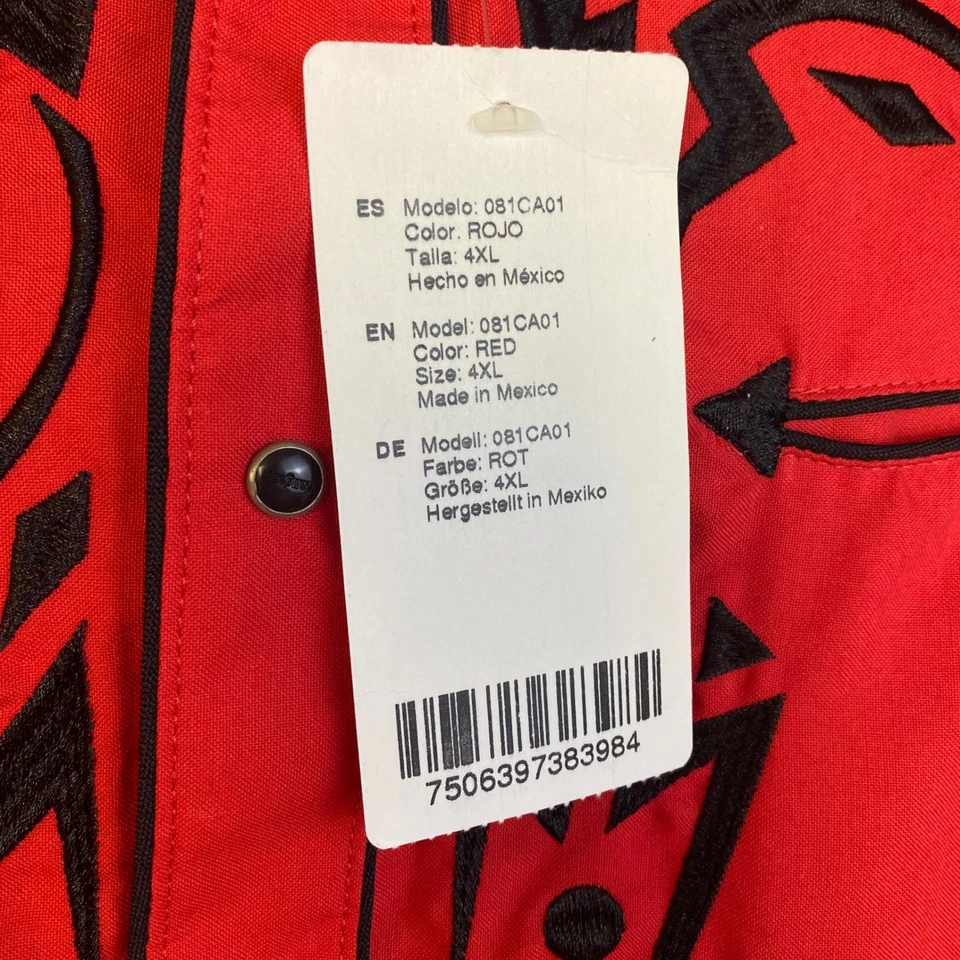 ES Modelo: 081CA01
Color. ROJO
Talla: 4XL
Hecho en México
EN Model: 081CA01
Color: RED
Size: 4XL
Made in Mexico
DE Modell: 081CA01
Farbe: ROT
Größe: 4XL
Hergestellt in Mexiko
7506397383984